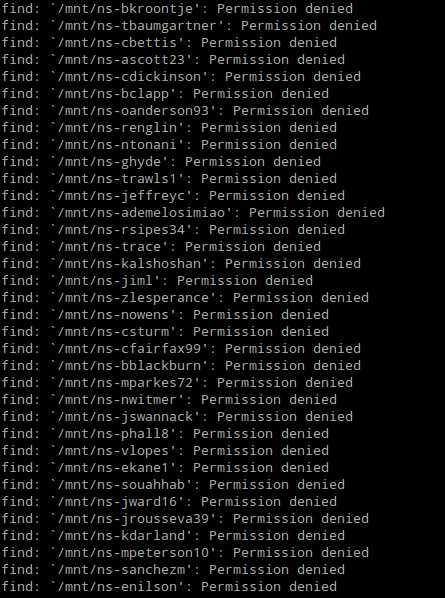 find: `/mnt/ns-bkroontje': Permission denied
find: `/mnt/ns-tbaumgartner': Permission denied
find: `/mnt/ns-cbettis': Permission denied
find: `/mnt/ns-ascott23': Permission denied
find: `/mnt/ns-cdickinson': Permission denied
find: `/mnt/ns-bclapp': Permission denied
find: `/mnt/ns-oanderson93': Permission denied
find: `/mnt/ns-renglin': Permission denied
find: `/mnt/ns-ntonani': Permission denied
find: `/mnt/ns-ghyde': Permission denied
find: `/mnt/ns-trawls1': Permission denied
find: `/mnt/ns-jeffreyc': Permission denied
find: `/mnt/ns-ademelosimiao': Permission denied
find: `/mnt/ns-rsipes34': Permission denied
find: `/mnt/ns-trace': Permission denied
find: `/mnt/ns-kalshoshan': Permission denied
find: `/mnt/ns-jiml': Permission denied
find: `/mnt/ns-zlesperance': Permission denied
find: `/mnt/ns-nowens': Permission denied
find: `/mnt/ns-csturm': Permission denied
find: `/mnt/ns-cfairfax99': Permission denied
find: `/mnt/ns-bblackburn': Permission denied
find: `/mnt/ns-mparkes72': Permission denied
find: `/mnt/ns-nwitmer': Permission denied
find: `/mnt/ns-jswannack': Permission denied
find: `/mnt/ns-phall8': Permission denied
find: `/mnt/ns-vlopes': Permission denied
find: `/mnt/ns-ekane1': Permission denied
find: `/mnt/ns-souahhab': Permission denied
find: `/mnt/ns-jward16': Permission denied
find: `/mnt/ns-jrousseva39': Permission denied
find: `/mnt/ns-kdarland': Permission denied
find: `/mnt/ns-mpeterson10': Permission denied
find: `/mnt/ns-sanchezm': Permission denied
find: `/mnt/ns-enilson': Permission denied